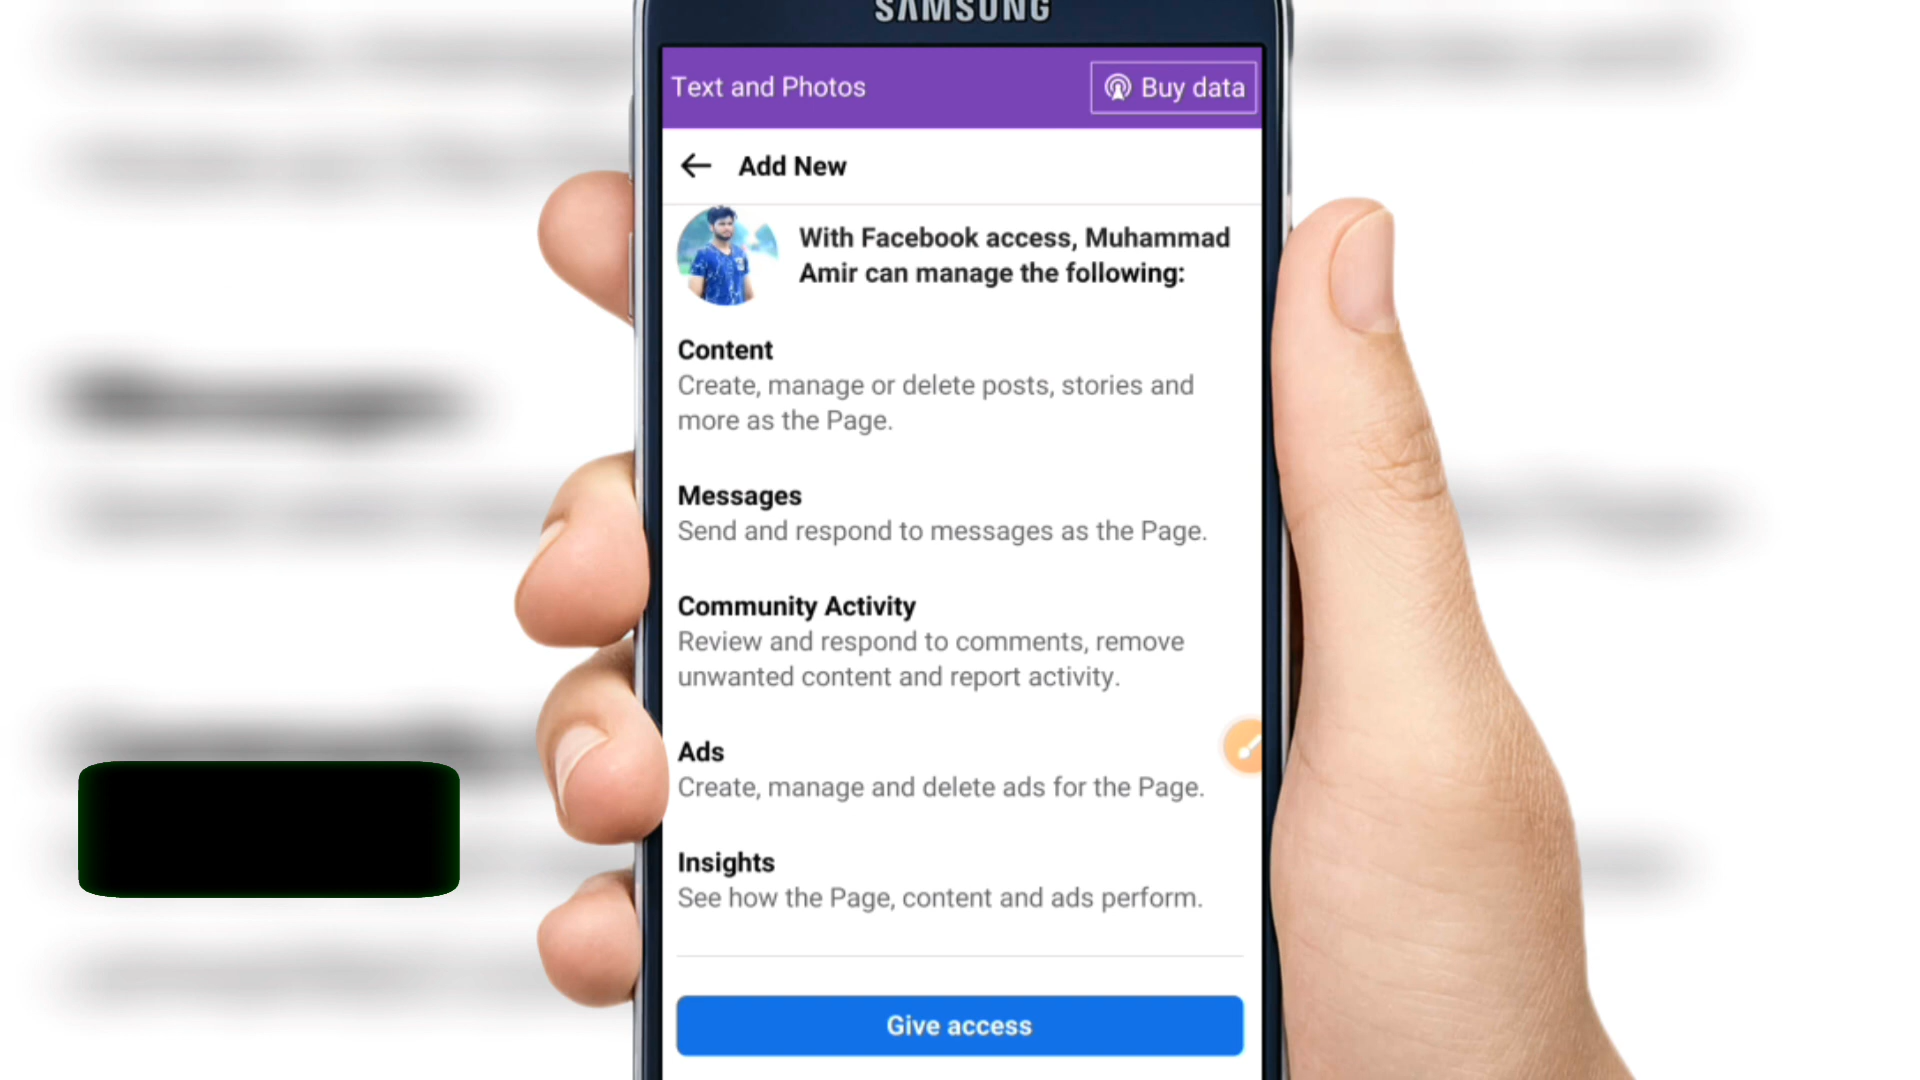 SAMSUNG
Text and Photos
Buy data
Add New
With Facebook access, Muhammad
Amir can manage the following:
Content
Create, manage or delete posts, stories and
more as the Page.
Messages
Send and respond to messages as the Page.
Community Activity
Review and respond to comments, remove
unwanted content and report activity.
Ads
Create, manage and delete ads for the Page.
Insights
See how the Page, content and ads perform.
Give access